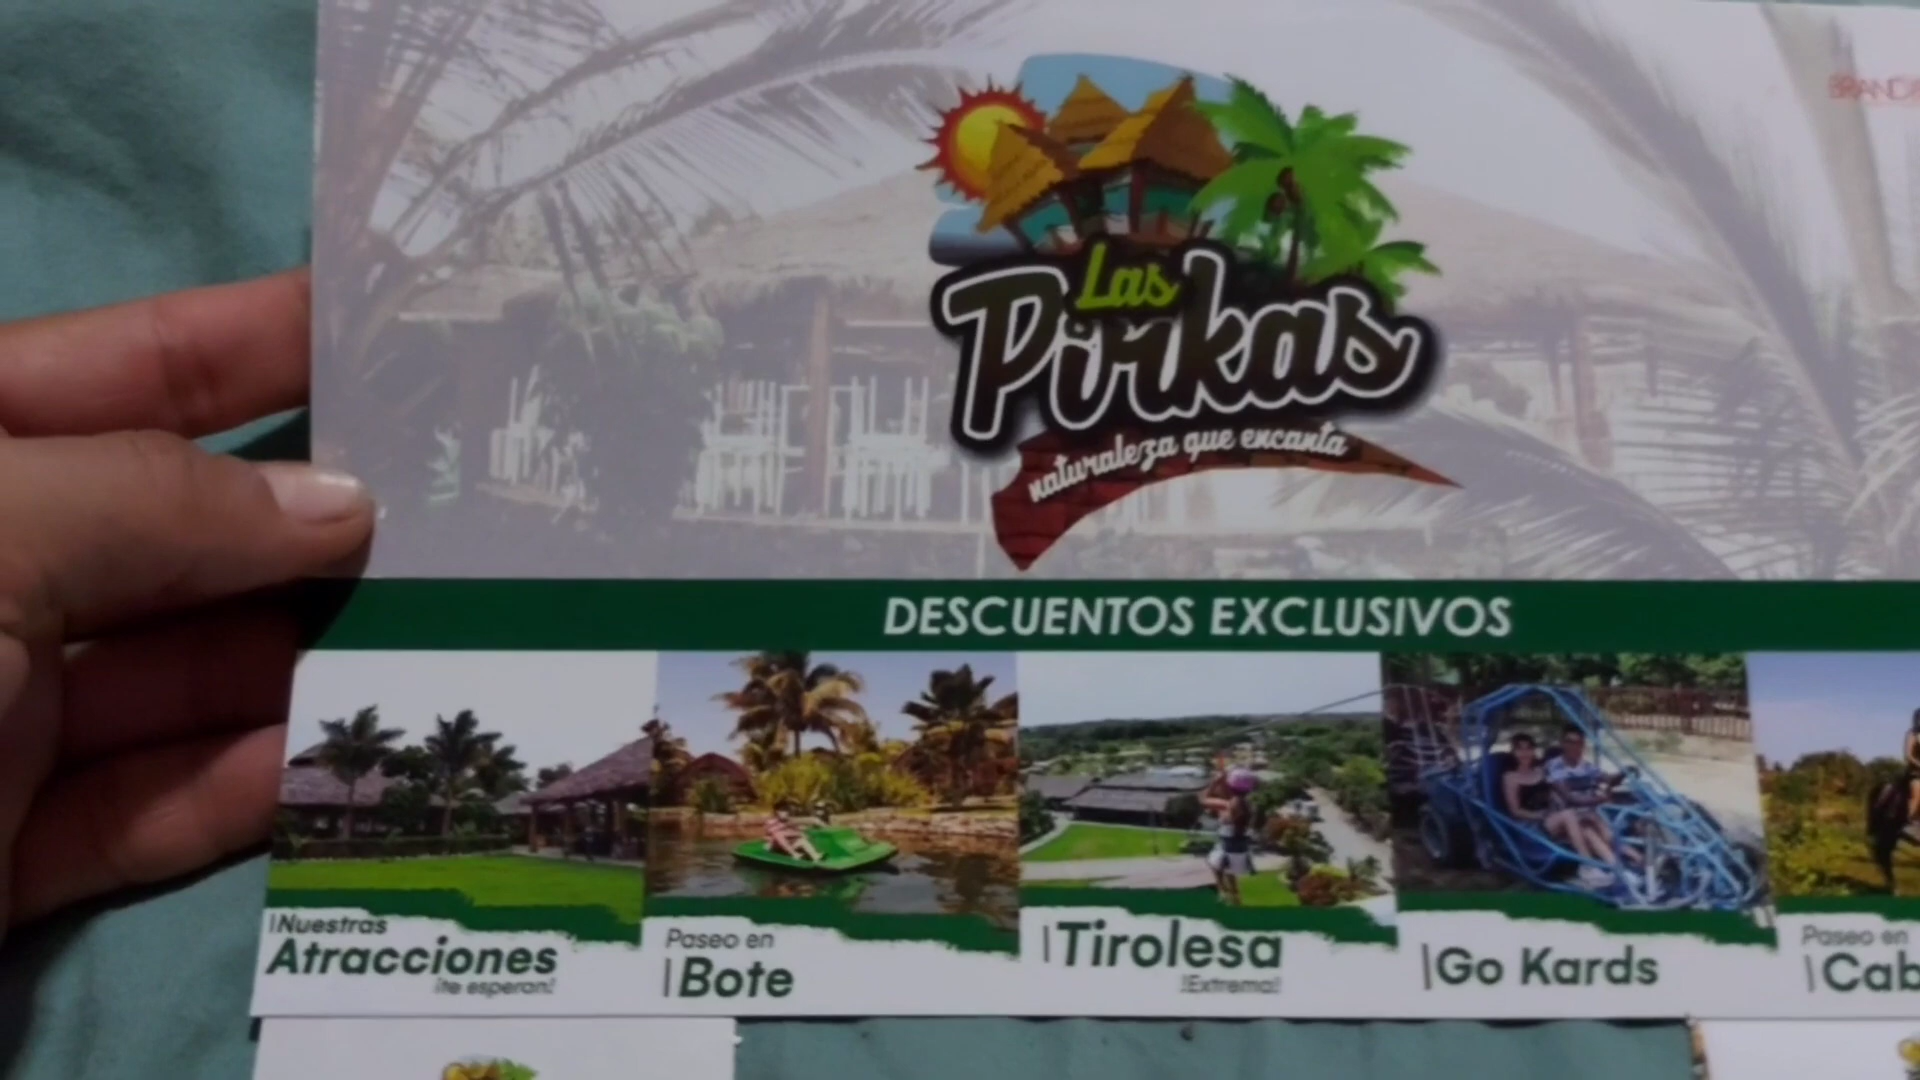 Las
Pirkas
naturaleza que encanta
DESCUENTOS EXCLUSIVOS
¡Nuestras
Atracciones
¡te esperan!
Paseo en
Bote
Tirolesa
¡Extrema!
Go Kards
Paseo en
Cab